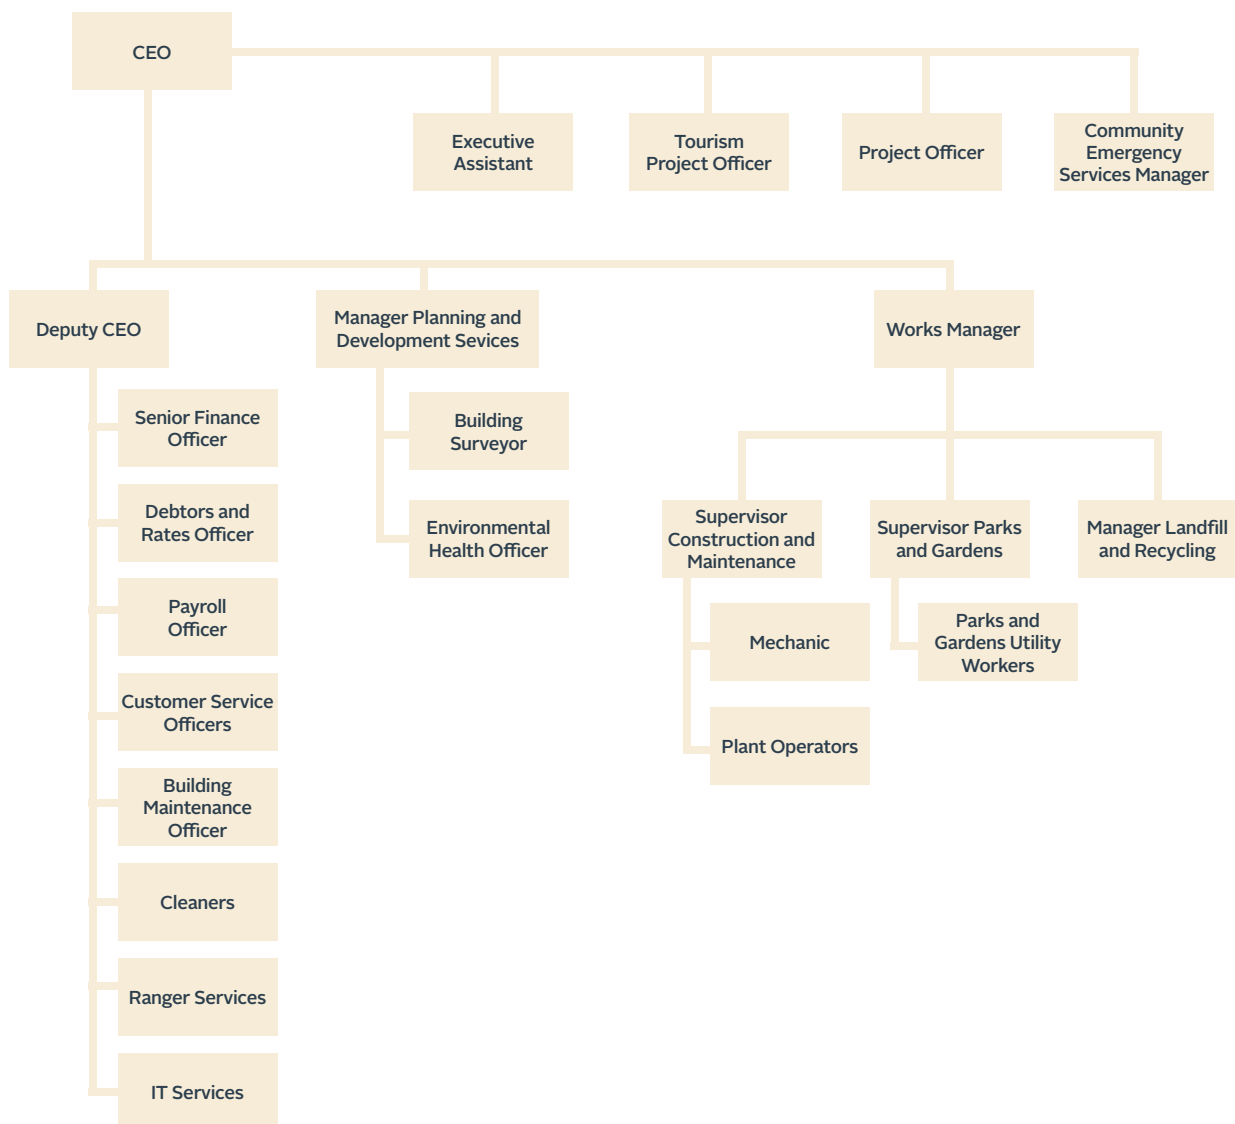 CEO
Executive
Assistant
Tourism
Project Officer
Project Officer
Community
Emergency
Services Manager
Deputy CEO
Manager Planning and
Development Sevices
Works Manager
Senior Finance
Officer
Debtors and
Rates Officer
Payroll
Officer
Customer Service
Officers
Building
Maintenance
Officer
Cleaners
Ranger Services
IT Services
Building
Surveyor
Environmental
Health Officer
Supervisor
Construction and
Maintenance
Mechanic
Plant Operators
Supervisor Parks
and Gardens
Parks and
Gardens Utility
Workers
Manager Landfill
and Recycling